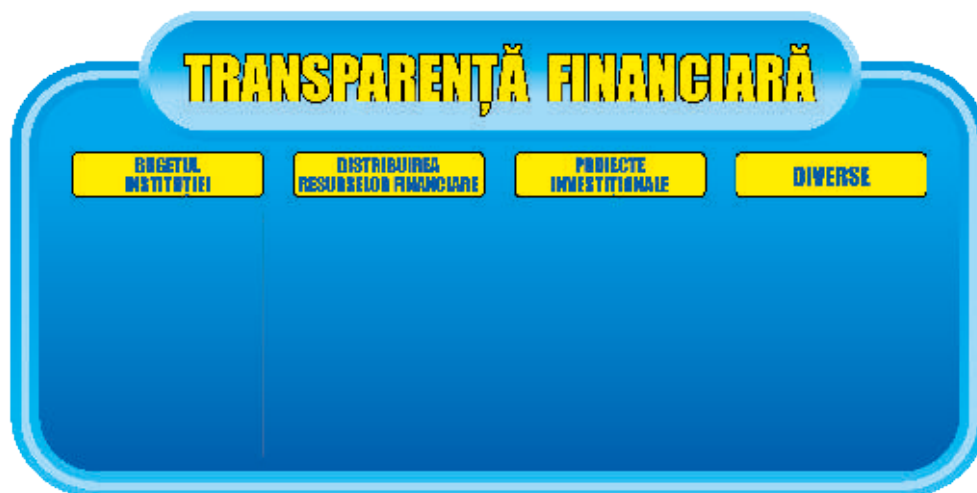 TRANSPARENȚĂ FINANCIARĂ
BUGETUL
INSTITUȚIEI
DISTRIBUIREA
RESURSELOR FINANCIARE
PROIECTE
INVESTIȚIONALE
DIVERSE